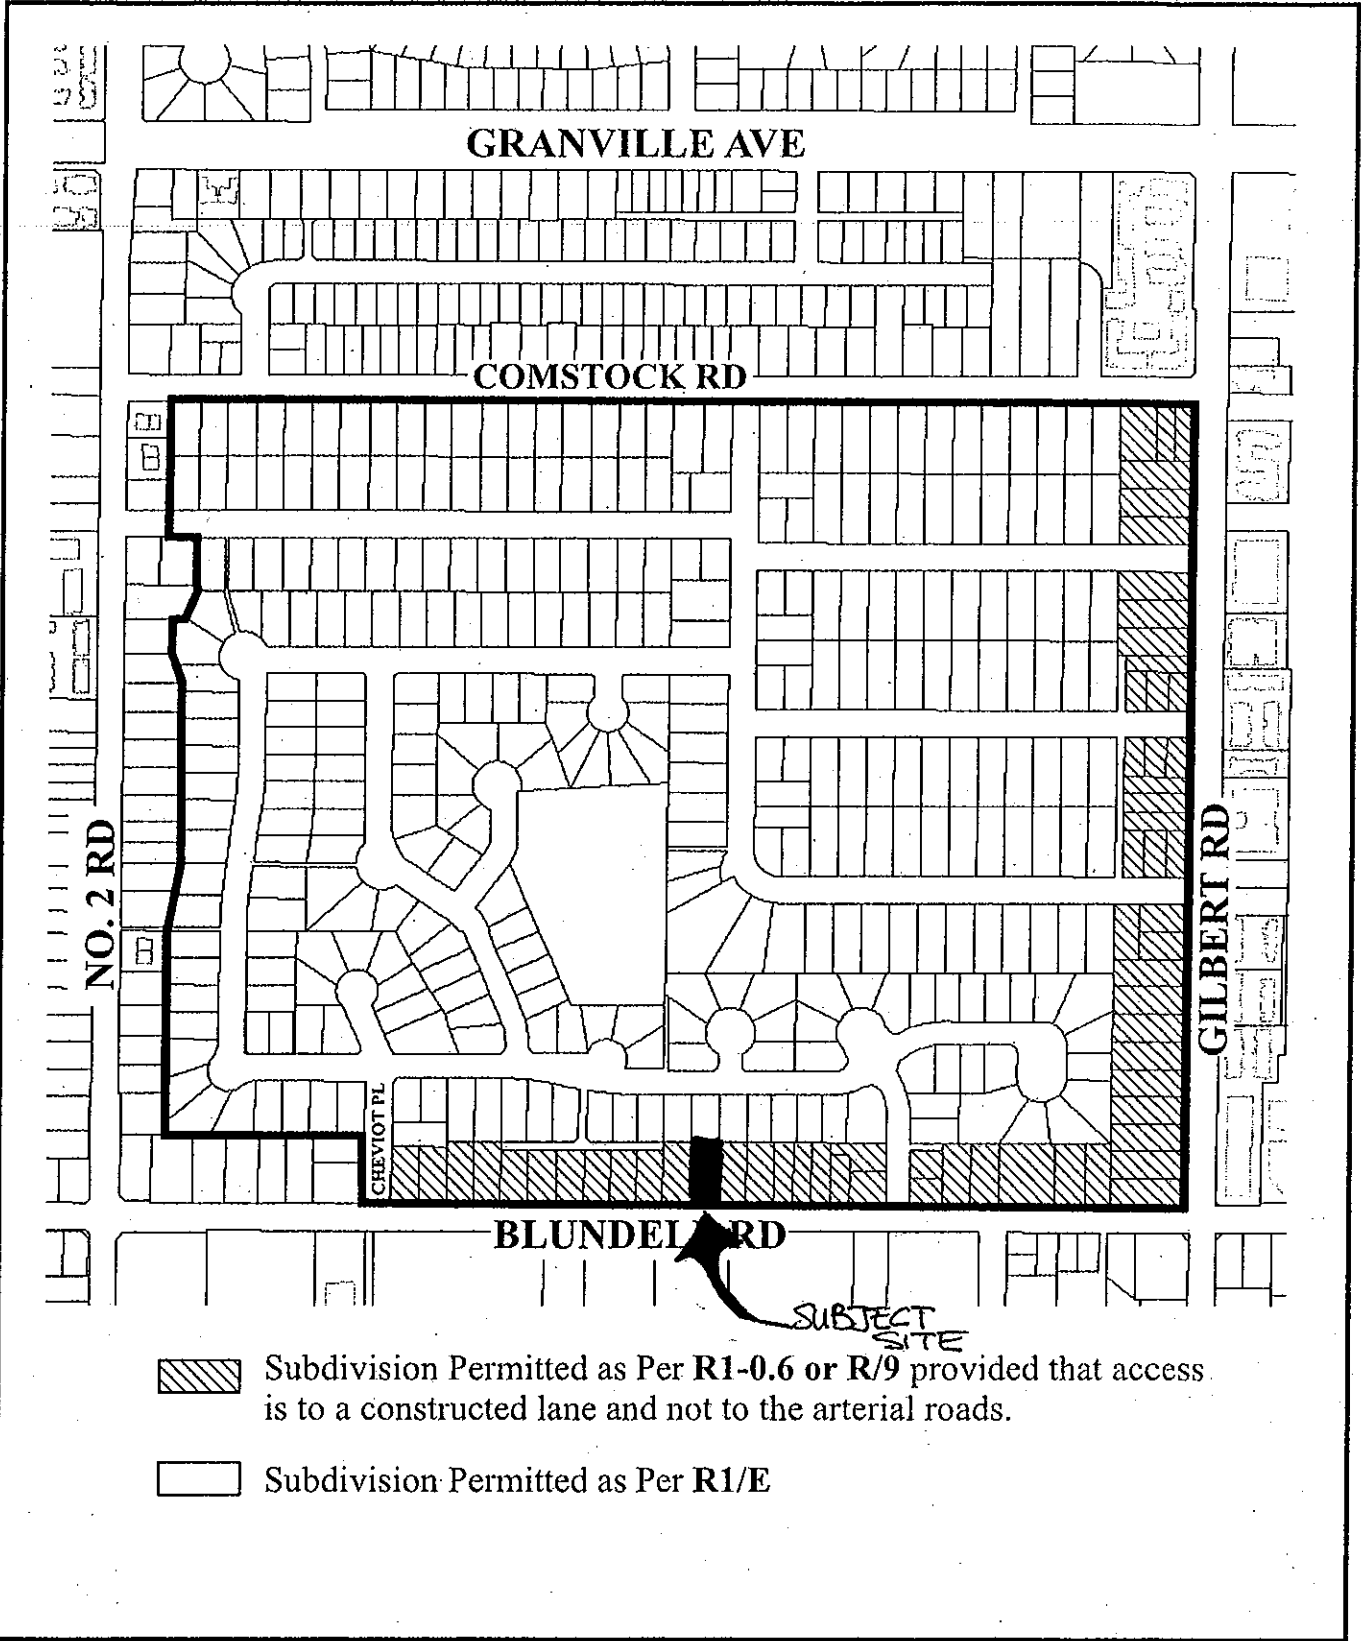 GRANVILLE AVE
COMSTOCK RD
NO. 2 RD
GILBERT RD
CHEVIOT PL
BLUNDELL RD
SUBJECT
SITE
Subdivision Permitted as Per R1-0.6 or R/9 provided that access
is to a constructed lane and not to the arterial roads.
Subdivision Permitted as Per R1/E